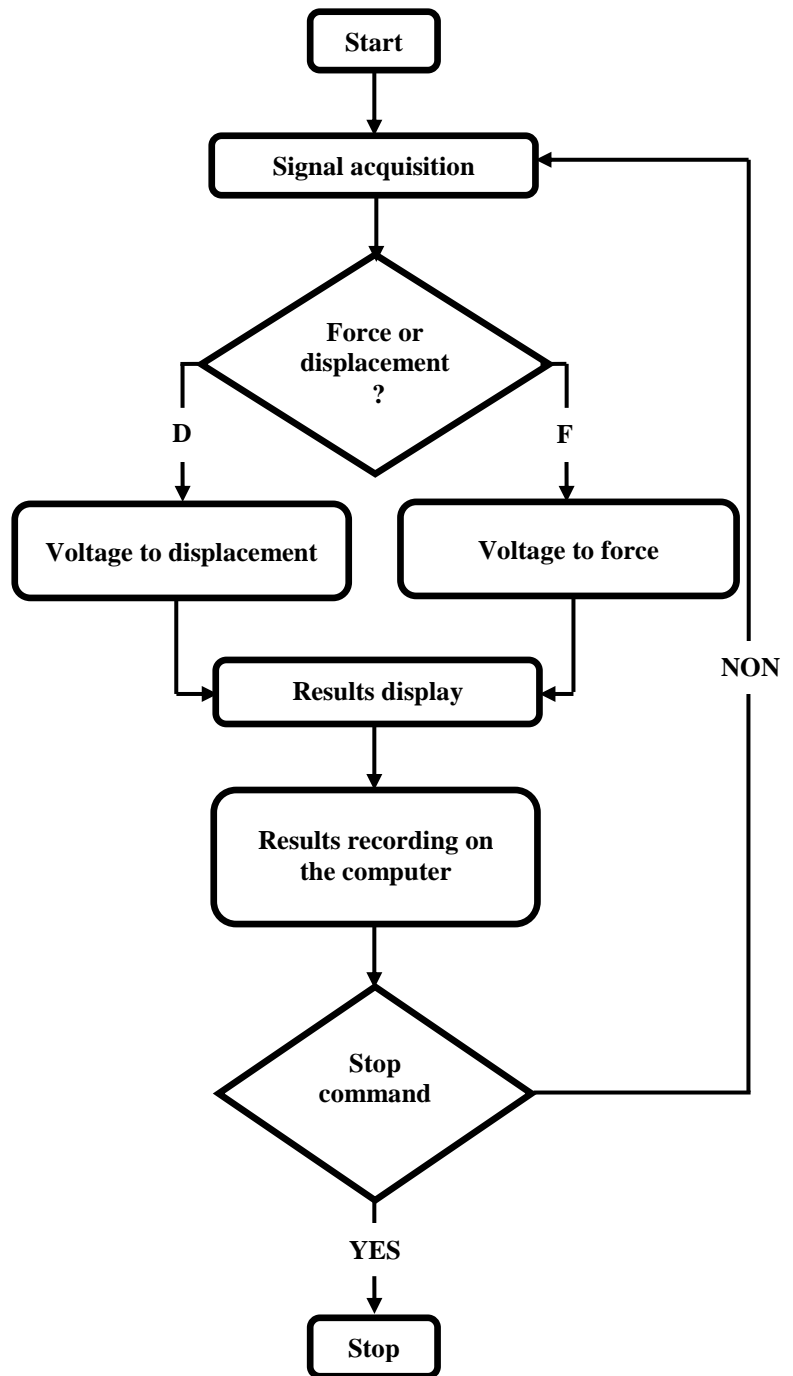 Start
Signal acquisition
Force or
displacement
?
D
F
Voltage to displacement
Voltage to force
NON
Results display
Results recording on
the computer
Stop
command
YES
Stop